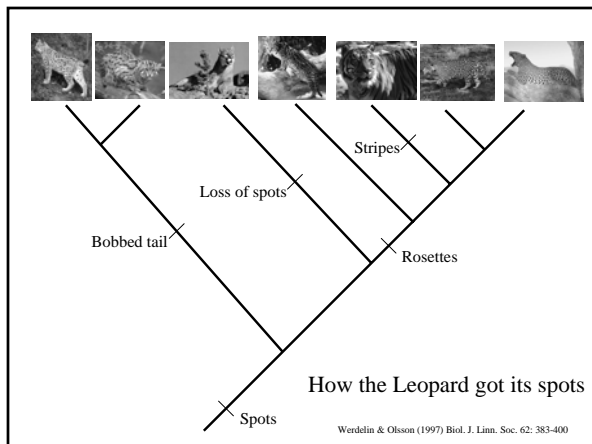 Stripes
Loss of spots
Bobbed tail
Rosettes
How the Leopard got its spots
Spots
Werdelin & Olsson (1997) Biol. J. Linn. Soc. 62: 383-400